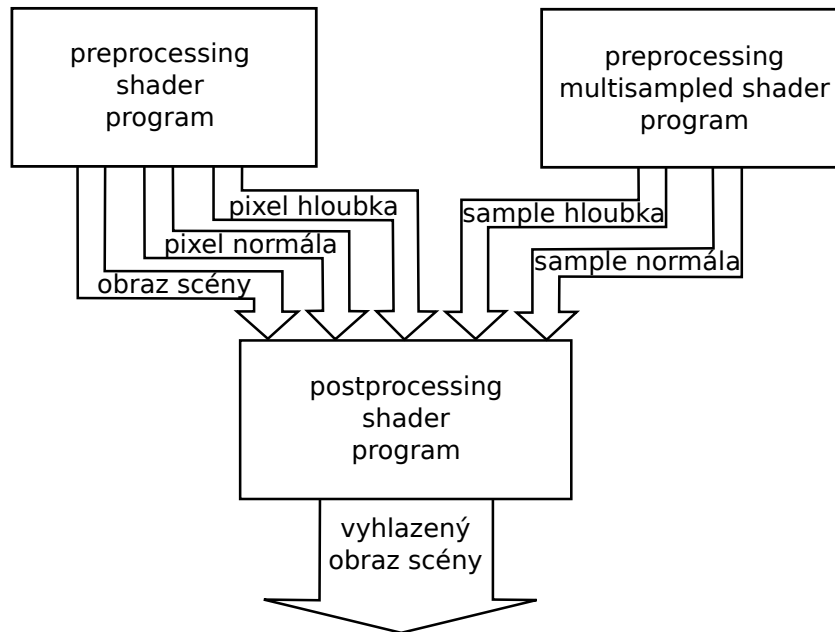 preprocessing
shader
program
preprocessing
multisampled shader
program
pixel hloubka
sample hloubka
pixel normála
sample normála
obraz scény
postprocessing
shader
program
vyhlazený
obraz scény